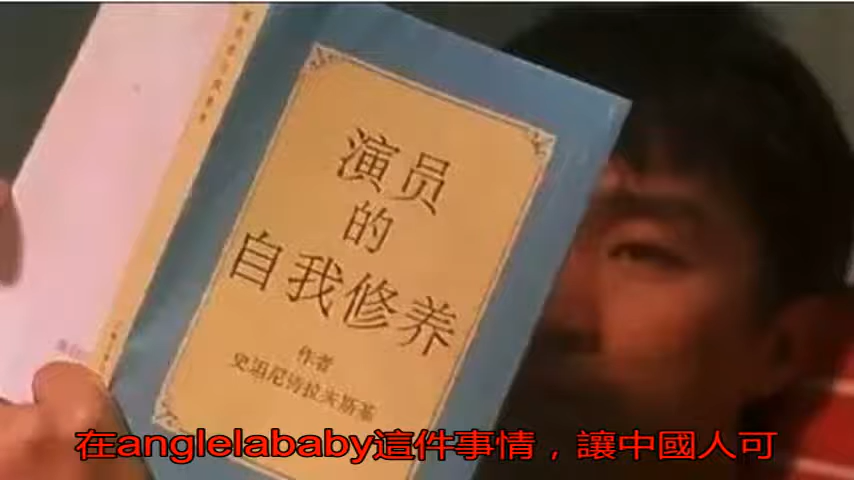 演员
的
自我修养
作者
史坦尼斯拉夫斯基
在anglelababy這件事情，讓中國人可